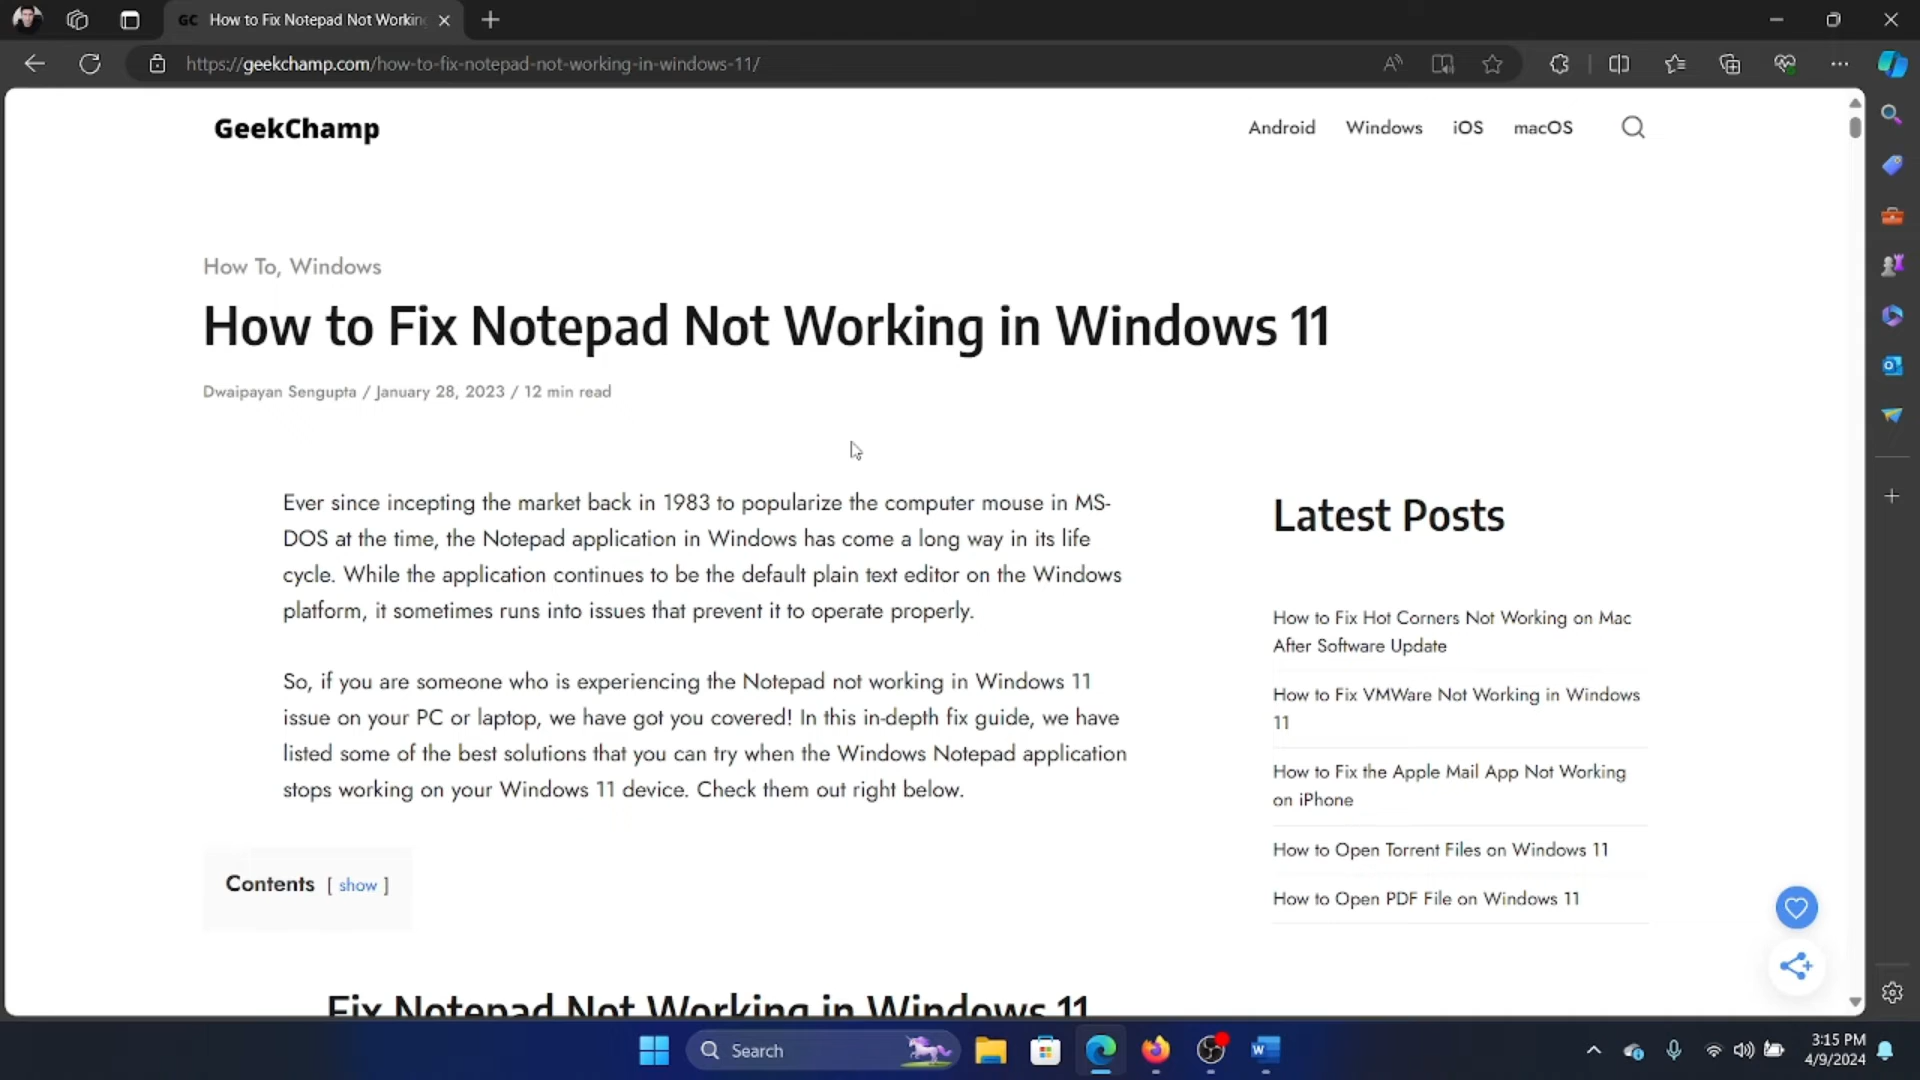 GC How to Fix Notepad Not Workin
https://geekchamp.com/how-to-fix-notepad-not-working-in-windows-11/
GeekChamp
Android Windows iOS macOS
How To, Windows
How to Fix Notepad Not Working in Windows 11
Dwaipayan Sengupta / January 28, 2023 / 12 min read
Ever since incepting the market back in 1983 to popularize the computer mouse in MS-
DOS at the time, the Notepad application in Windows has come a long way in its life
cycle. While the application continues to be the default plain text editor on the Windows
platform, it sometimes runs into issues that prevent it to operate properly.
So, if you are someone who is experiencing the Notepad not working in Windows 11
issue on your PC or laptop, we have got you covered! In this in-depth fix guide, we have
listed some of the best solutions that you can try when the Windows Notepad application
stops working on your Windows 11 device. Check them out right below.
Contents [ show ]
Fix Notepad Not Working in Windows 11
Latest Posts
How to Fix Hot Corners Not Working on Mac
After Software Update
How to Fix VMWare Not Working in Windows
11
How to Fix the Apple Mail App Not Working
on iPhone
How to Open Torrent Files on Windows 11
How to Open PDF File on Windows 11
Search
3:15 PM
4/9/2024